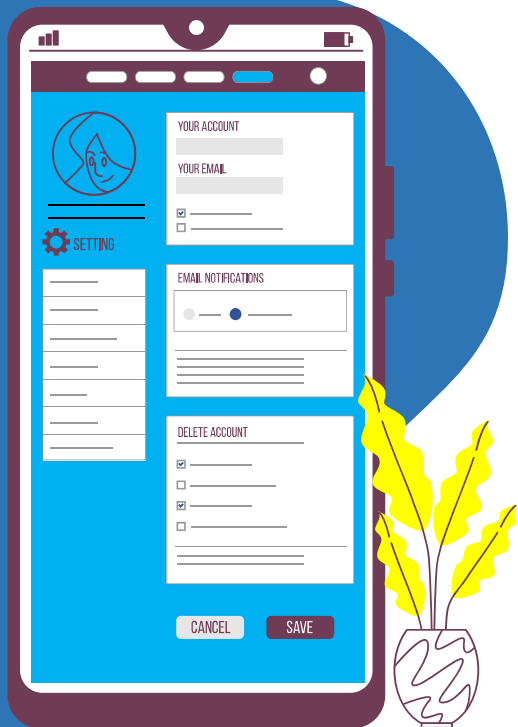 YOUR ACCOUNT
YOUR EMAIL
SETTING
EMAIL NOTIFICATIONS
DELETE ACCOUNT
CANCEL
SAVE